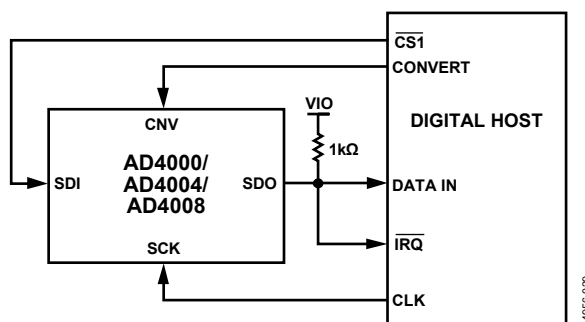 CS1
CONVERT
CNV
VIO
DIGITAL HOST
1kΩ
AD4000/
AD4004/
AD4008
SDI
SDO
DATA IN
IRQ
SCK
CLK